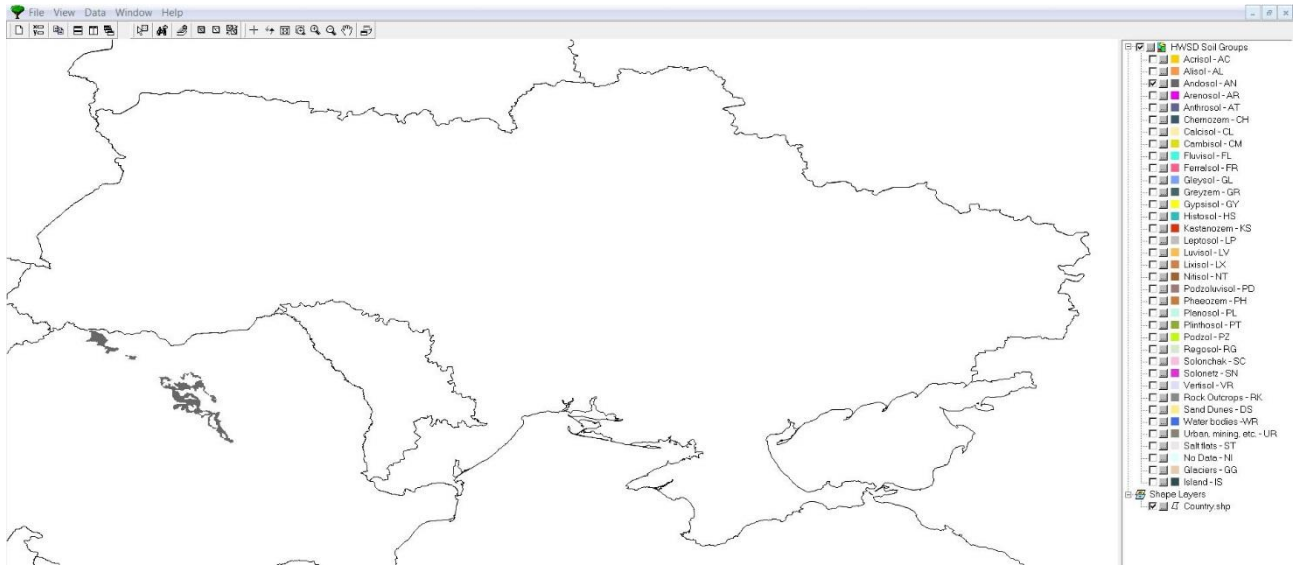 File View Data Window Help
HWSD Soil Groups
Acrisol - AC
Alisol - AL
Andosol - AN
Arenosol - AR
Anthrosol - AT
Chernozem - CH
Calcisol - CL
Cambisol - CM
Fluvisol - FL
Ferralsol - FR
Gleysol - GL
Greyzem - GR
Gypsisol - GY
Histosol - HS
Kastanozem - KS
Leptosol - LP
Luvisol - LV
Lixisol - LX
Nitisol - NT
Podzoluvisol - PD
Phaeozem - PH
Planosol - PL
Plinthosol - PT
Podzol - PZ
Regosol - RG
Solonchak - SC
Solonetz - SN
Vertisol - VR
Rock Outcrops - RK
Sand Dunes - DS
Water bodies -WR
Urban, mining, etc. - UR
Salt flats - ST
No Data - NI
Glaciers - GG
Island - IS
Shape Layers
Country.shp